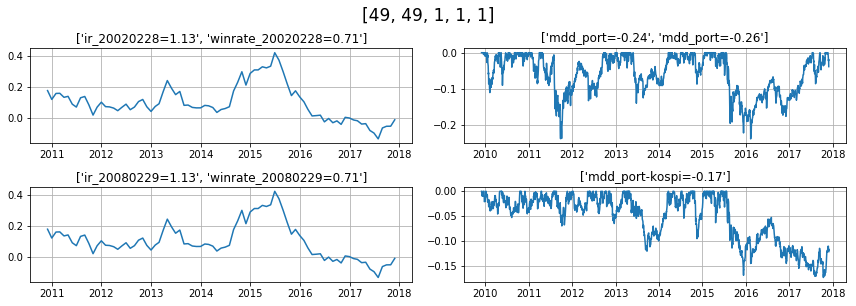 [49, 49, 1, 1, 1]
['ir_20020228=1.13', 'winrate_20020228=0.71']
0.4
0.2
0.0
2011 2012 2013 2014 2015 2016 2017 2018
['mdd_port=-0.24', 'mdd_port=-0.26']
0.0
−0.1
−0.2
2010 2011 2012 2013 2014 2015 2016 2017 2018
['ir_20080229=1.13', 'winrate_20080229=0.71']
0.4
0.2
0.0
2011 2012 2013 2014 2015 2016 2017 2018
['mdd_port-kospi=-0.17']
0.00
−0.05
−0.10
−0.15
2010 2011 2012 2013 2014 2015 2016 2017 2018